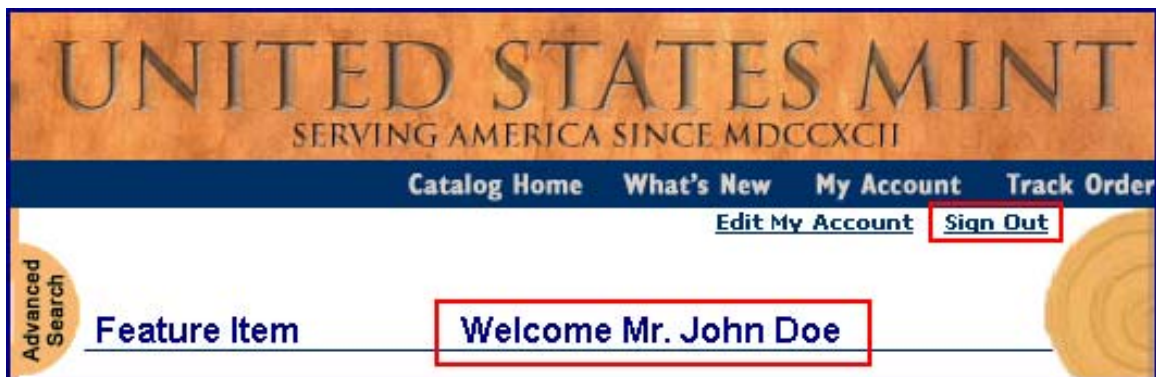 UNITED STATES MINT
SERVING AMERICA SINCE MDCCXCII
Catalog Home What's New My Account Track Order
Edit My Account Sign Out
Advanced
Search
Feature Item Welcome Mr. John Doe